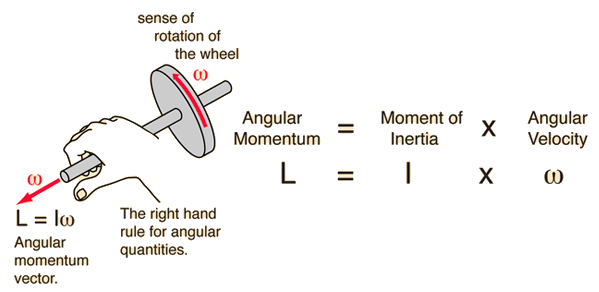 sense of
rotation of
the wheel
ω
ω
L = Iω
Angular
momentum
vector.
The right hand
rule for angular
quantities.
Angular
Momentum
=
Moment of
Inertia
x
Angular
Velocity
L = I x ω